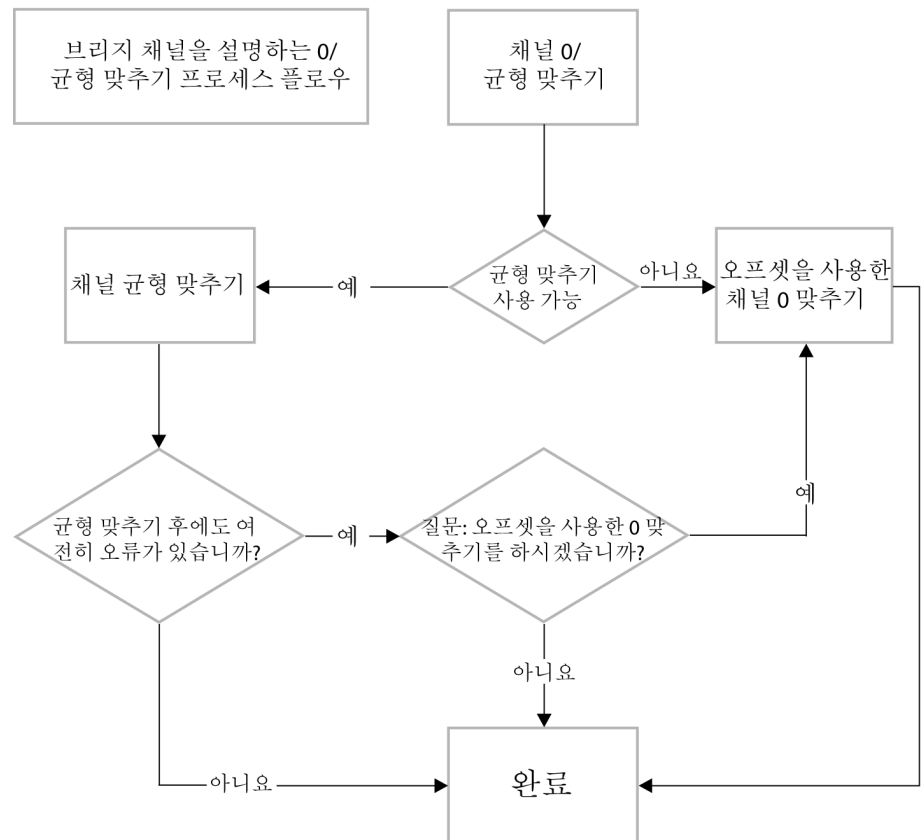 브리지 채널을 설명하는 0/
균형 맞추기 프로세스 플로우
채널 0/
균형 맞추기
채널 균형 맞추기
예
균형 맞추기
사용 가능
아니요
오프셋을 사용한
채널 0 맞추기
예
균형 맞추기 후에도 여
전히 오류가 있습니까?
예
질문: 오프셋을 사용한 0 맞
추기를 하시겠습니까?
아니요
아니요
완료